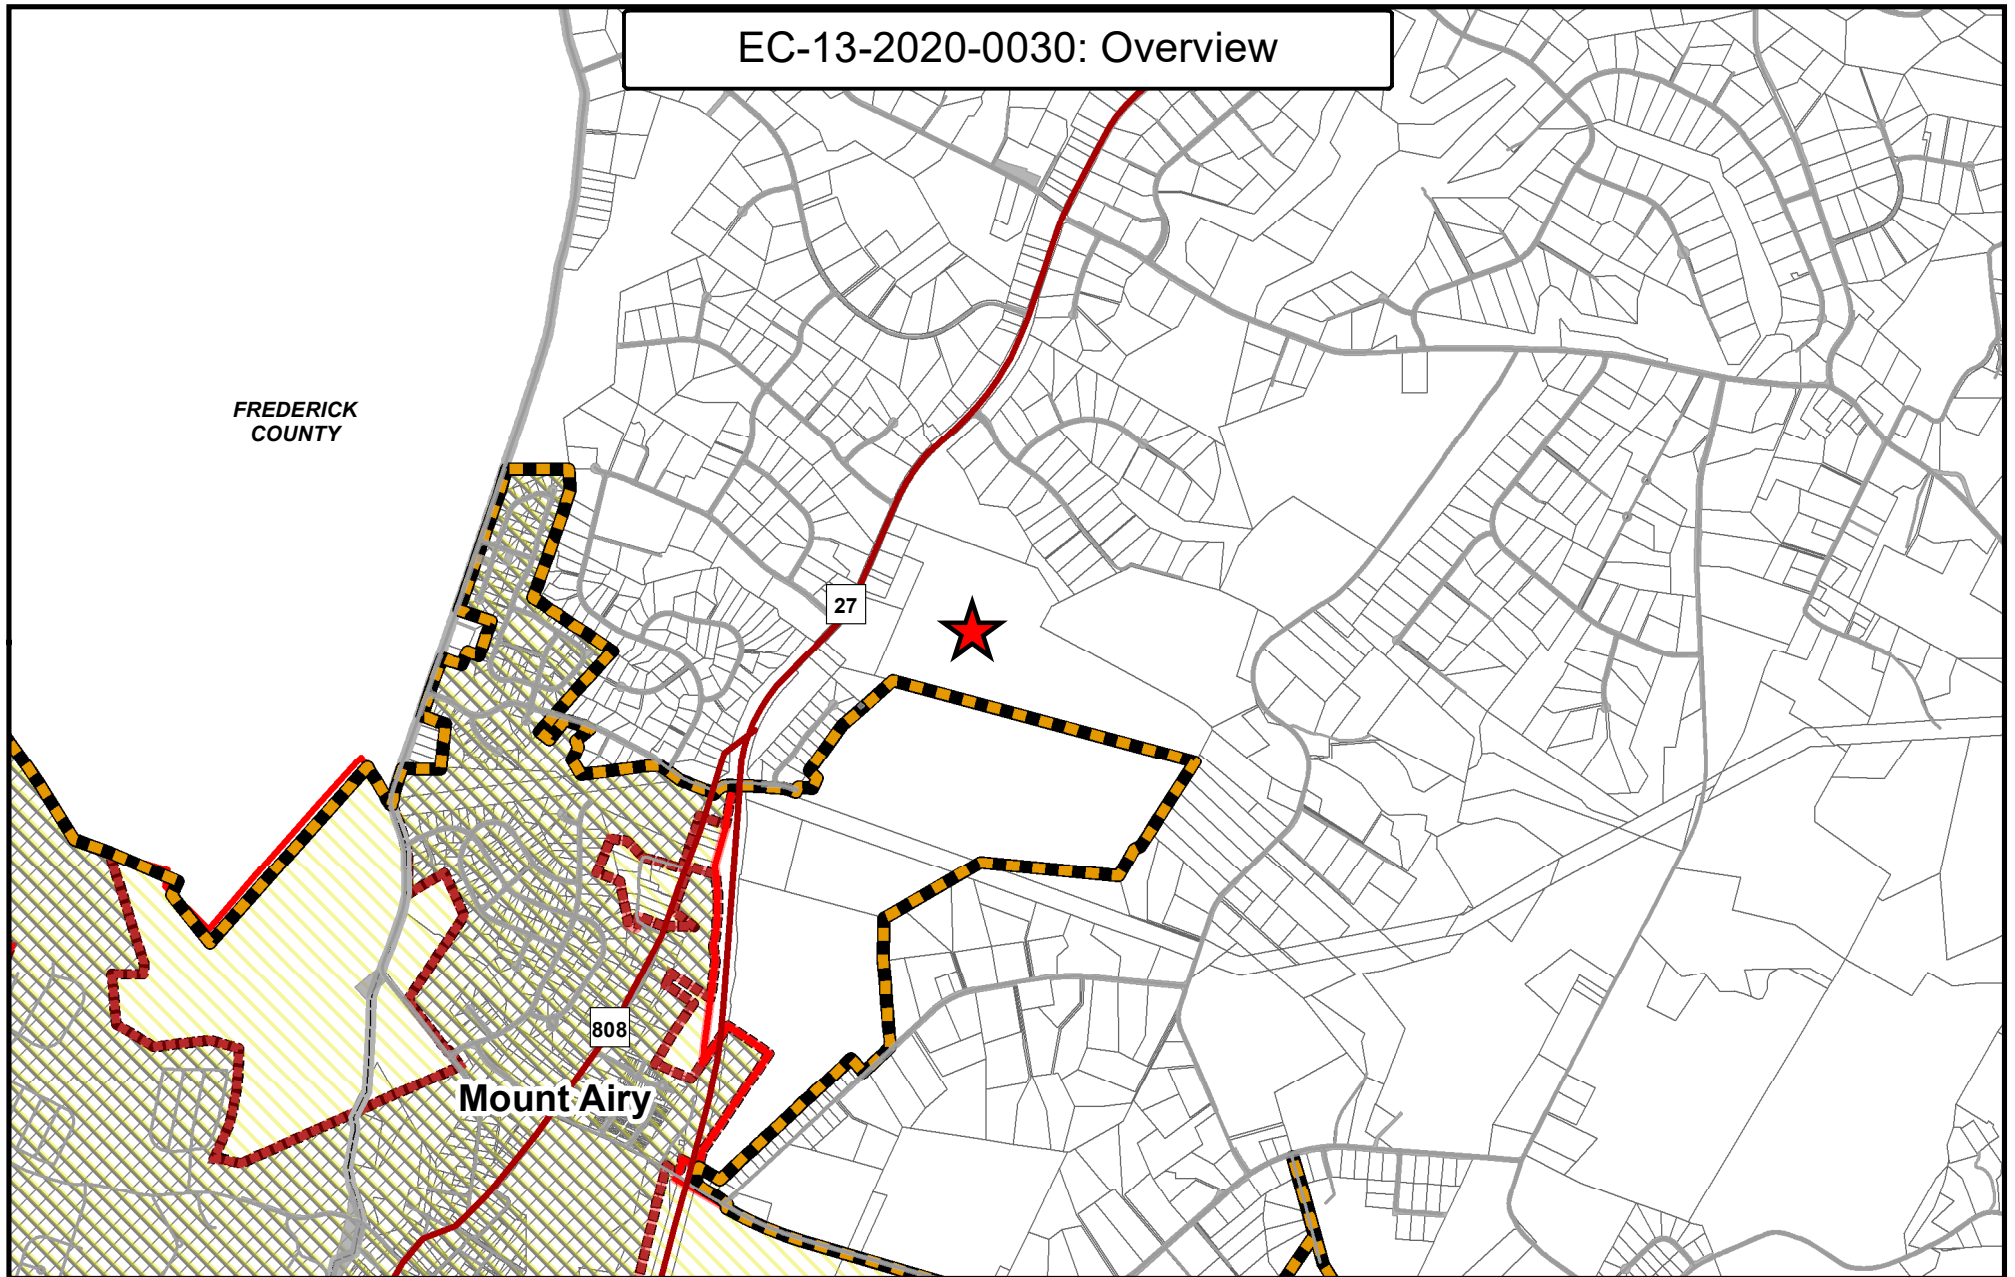 EC-13-2020-0030: Overview
FREDERICK
COUNTY
27
808
Mount Airy